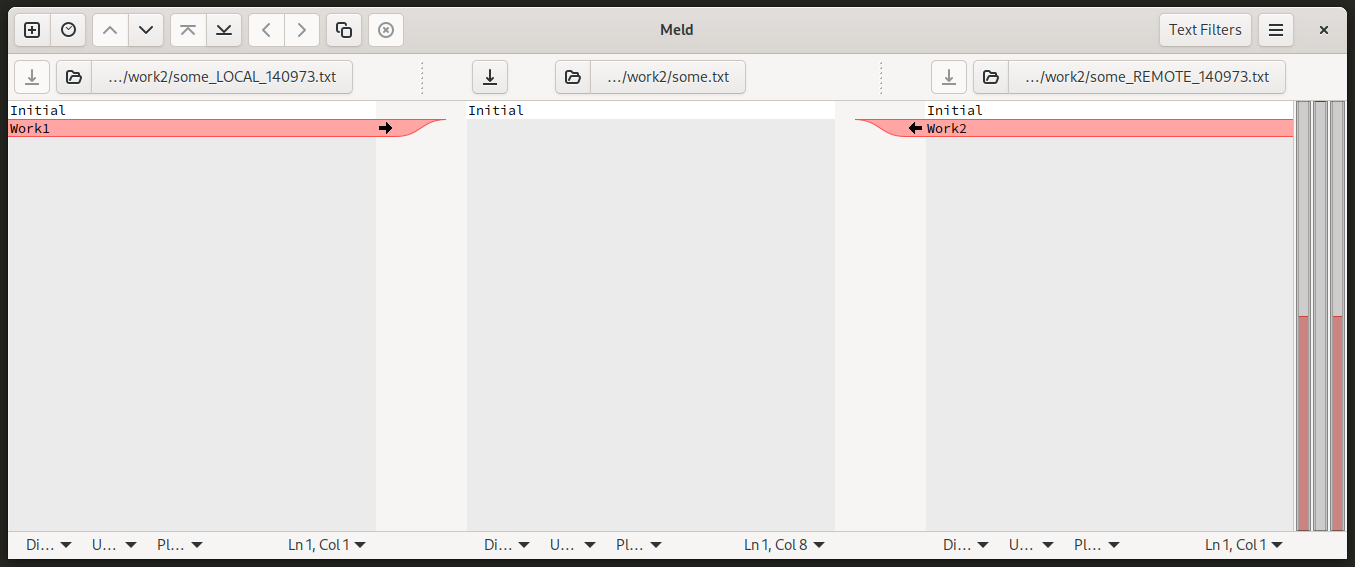 Meld
Text Filters
.../work2/some_LOCAL_140973.txt
.../work2/some.txt
.../work2/some_REMOTE_140973.txt
Initial
Work1
Initial
Initial
Work2
Di... U... Pl... Ln 1, Col 1
Di... U... Pl... Ln 1, Col 8
Di... U... Pl... Ln 1, Col 1